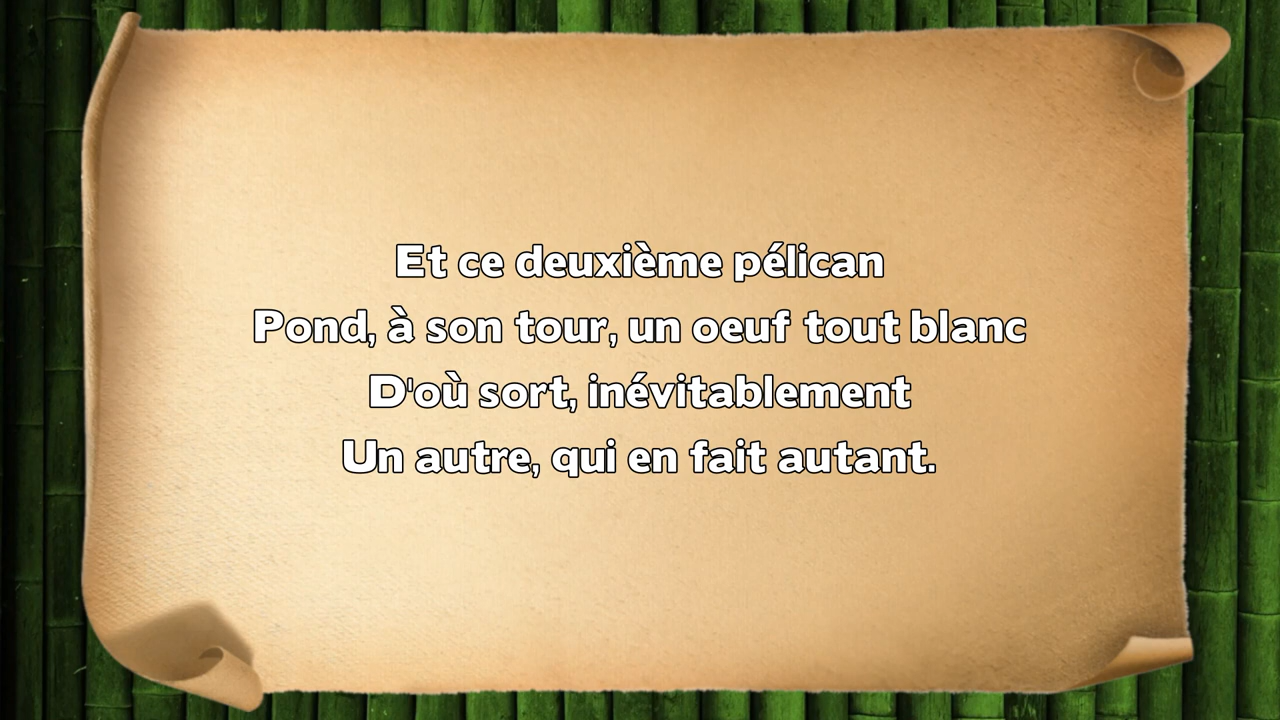 Et ce deuxième pélican
Pond, à son tour, un oeuf tout blanc
D'où sort, inévitablement
Un autre, qui en fait autant.